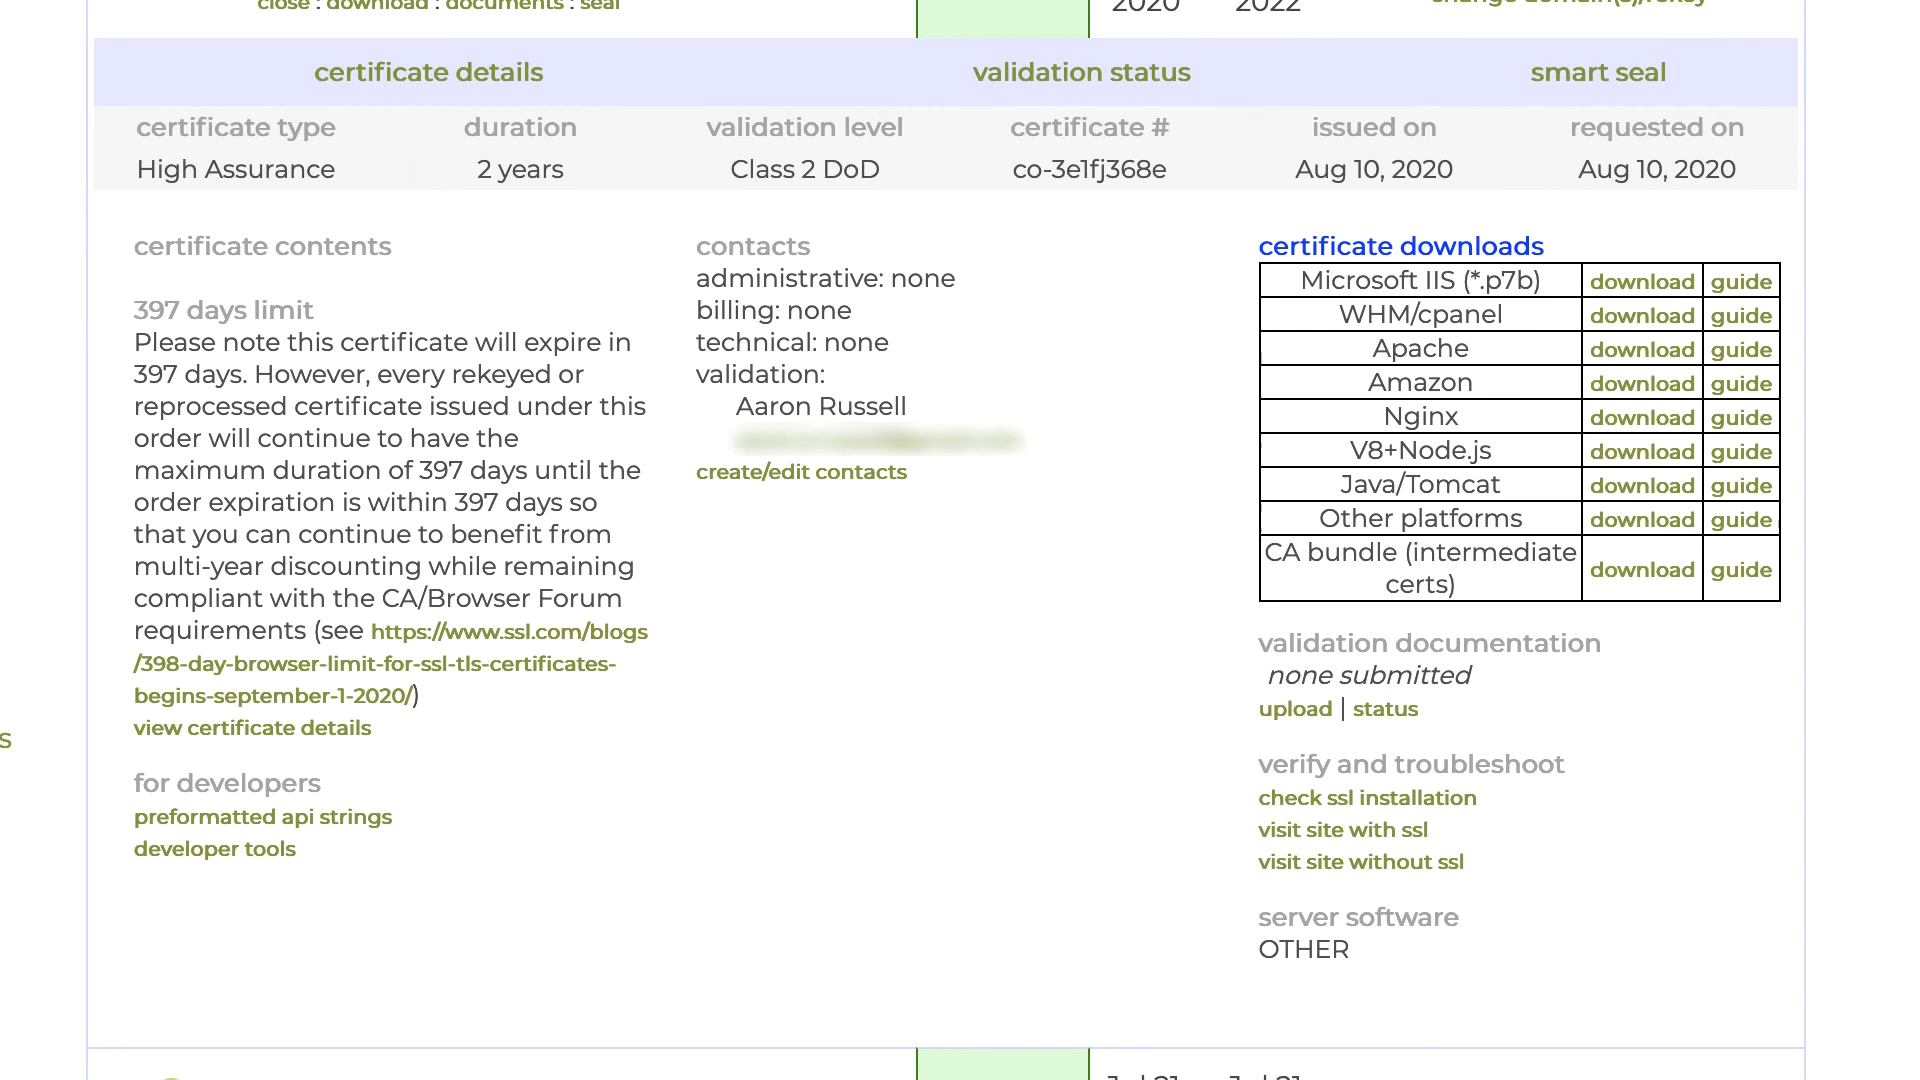 close : download : documents : seal
2020 2022
change domain(s)/rekey
certificate details validation status smart seal
certificate type duration validation level certificate # issued on requested on
High Assurance 2 years Class 2 DoD co-3e1fj368e Aug 10, 2020 Aug 10, 2020
certificate contents
397 days limit
Please note this certificate will expire in
397 days. However, every rekeyed or
reprocessed certificate issued under this
order will continue to have the
maximum duration of 397 days until the
order expiration is within 397 days so
that you can continue to benefit from
multi-year discounting while remaining
compliant with the CA/Browser Forum
requirements (see https://www.ssl.com/blogs
/398-day-browser-limit-for-ssl-tls-certificates-
begins-september-1-2020/)
view certificate details
for developers
preformatted api strings
developer tools
contacts
administrative: none
billing: none
technical: none
validation:
Aaron Russell
create/edit contacts
certificate downloads
Microsoft IIS (*.p7b) download guide
WHM/cpanel download guide
Apache download guide
Amazon download guide
Nginx download guide
V8+Node.js download guide
Java/Tomcat download guide
Other platforms download guide
CA bundle (intermediate
certs) download guide
validation documentation
none submitted
upload | status
verify and troubleshoot
check ssl installation
visit site with ssl
visit site without ssl
server software
OTHER